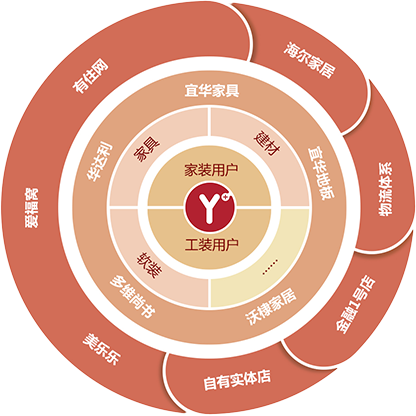 有住网
海尔家居
物流体系
金融1号店
自有实体店
美乐乐
爱福窝
宜华家具
宜华地板
沃棣家居
多维尚书
华达利
家具
建材
软装
……
家装用户
Y+
工装用户